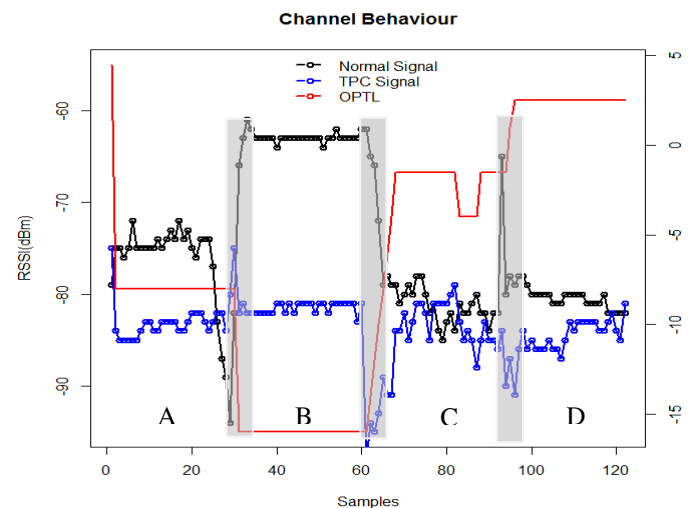 Channel Behaviour
Normal Signal
TPC Signal
OPTL
RSSI(dBm)
-60
-70
-80
-90
5
0
-5
-10
-15
A
B
C
D
0
20
40
60
80
100
120
Samples